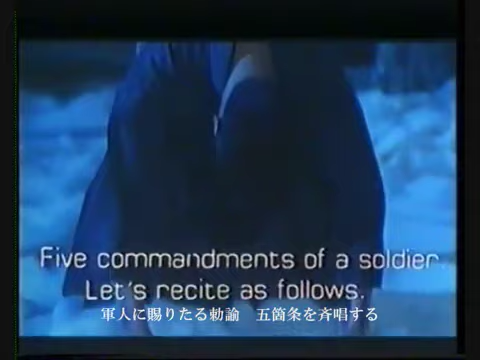 Five commandments of a soldier.
Let's recite as follows.
軍人に賜りたる勅諭　五箇条を斉唱する